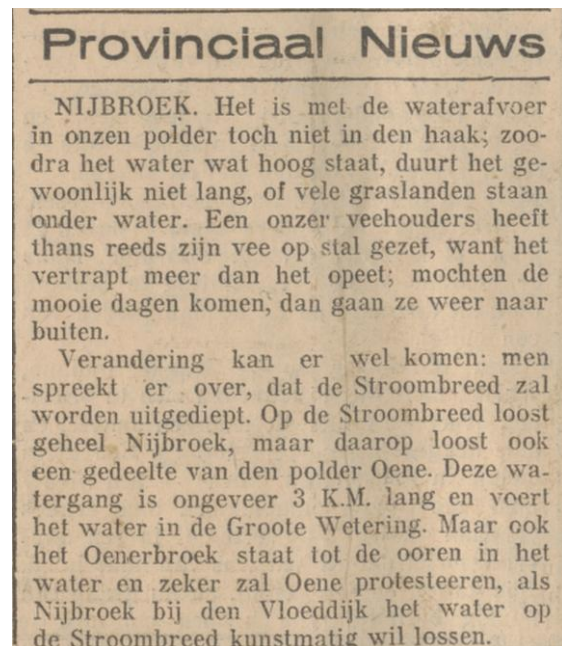 Provinciaal Nieuws
NIJBROEK. Het is met de waterafvoer
in onzen polder toch niet in den haak; zoo-
dra het water wat hoog staat, duurt het ge-
woonlijk niet lang, of vele graslanden staan
onder water. Een onzer veehouders heeft
thans reeds zijn vee op stal gezet, want het
vertrapt meer dan het opeet; mochten de
mooie dagen komen, dan gaan ze weer naar
buiten.
Verandering kan er wel komen: men
spreekt er over, dat de Stroombreed zal
worden uitgediept. Op de Stroombreed loost
geheel Nijbroek, maar daarop loost ook
een gedeelte van den polder Oene. Deze wa-
tergang is ongeveer 3 K.M. lang en voert
het water in de Groote Wetering. Maar ook
het Oenerbroek staat tot de ooren in het
water en zeker zal Oene protesteeren, als
Nijbroek bij den Vloeddijk het water op
de Stroombreed kunstmatig wil lossen.